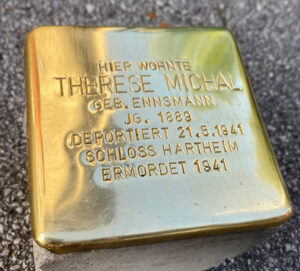 HIER WOHNTE
THERESE MICHAL
GEB. ENNSMANN
JG. 1889
DEPORTIERT 21.5.1941
SCHLOSS HARTHEIM
ERMORDET 1941